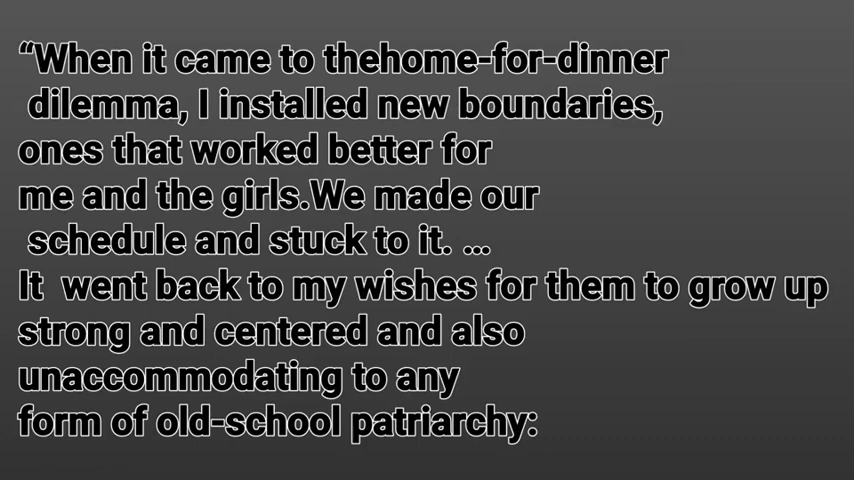 “When it came to thehome-for-dinner
dilemma, I installed new boundaries,
ones that worked better for
me and the girls.We made our
schedule and stuck to it. ...
It  went back to my wishes for them to grow up
strong and centered and also
unaccommodating to any
form of old-school patriarchy: